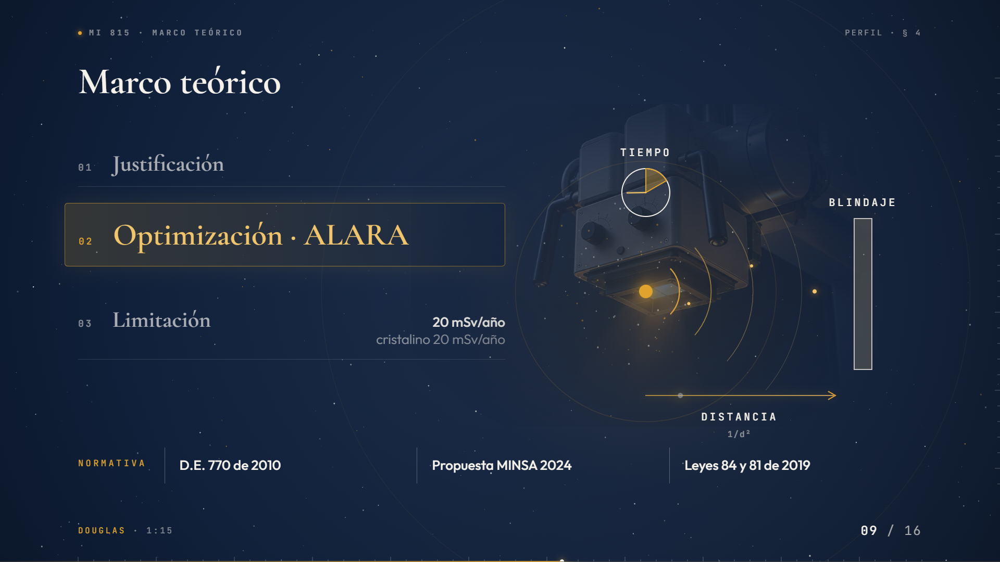 MI 815 · MARCO TEÓRICO
PERFIL · § 4
Marco teórico
01 Justificación
02 Optimización · ALARA
03 Limitación
20 mSv/año
cristalino 20 mSv/año
TIEMPO
BLINDAJE
DISTANCIA
1/d²
NORMATIVA
D.E. 770 de 2010
Propuesta MINSA 2024
Leyes 84 y 81 de 2019
DOUGLAS · 1:15
09 / 16